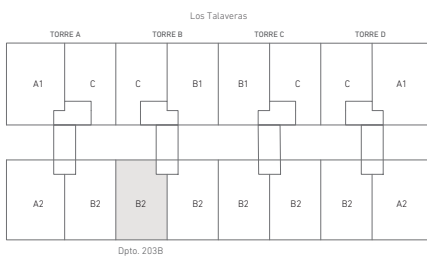 Los Talaveras
TORRE A TORRE B TORRE C TORRE D
A1 C C B1 B1 C C A1
A2 B2 B2 B2 B2 B2 B2 A2
Dpto. 203B